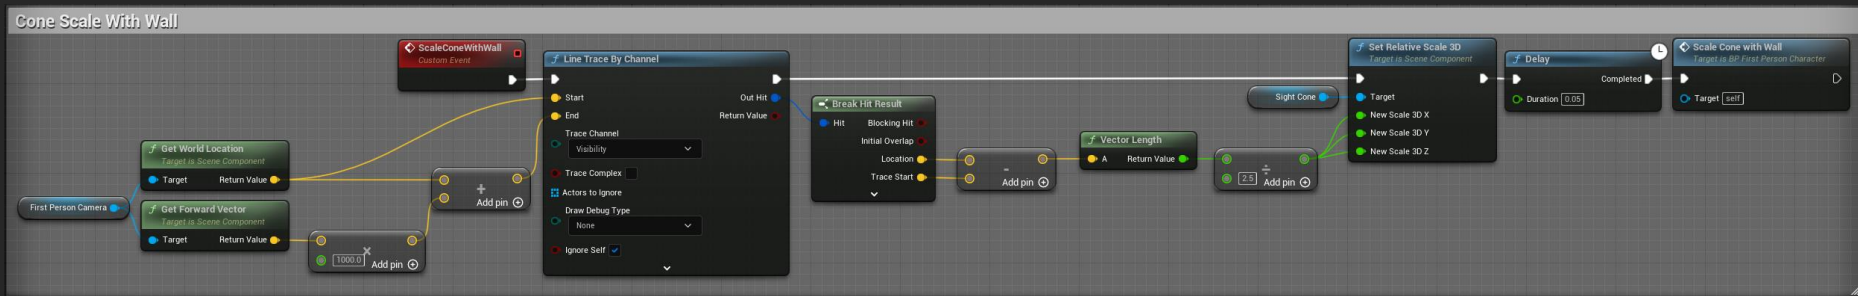 Cone Scale With Wall
ScaleConeWithWall
Custom Event
Line Trace By Channel
Start
Out Hit
End
Return Value
Trace Channel
Visibility
Trace Complex
Actors to Ignore
Draw Debug Type
None
Ignore Self
Get World Location
Target is Scene Component
Target
Return Value
First Person Camera
Get Forward Vector
Target is Scene Component
Target
Return Value
+
Add pin
×
1000.0
Add pin
Break Hit Result
Hit
Blocking Hit
Initial Overlap
Location
Trace Start
-
Add pin
Vector Length
A
Return Value
÷
2.5
Add pin
Sight Cone
Set Relative Scale 3D
Target is Scene Component
Target
New Scale 3D X
New Scale 3D Y
New Scale 3D Z
Delay
Completed
Duration
0.05
Scale Cone with Wall
Target is BP First Person Character
Target
self